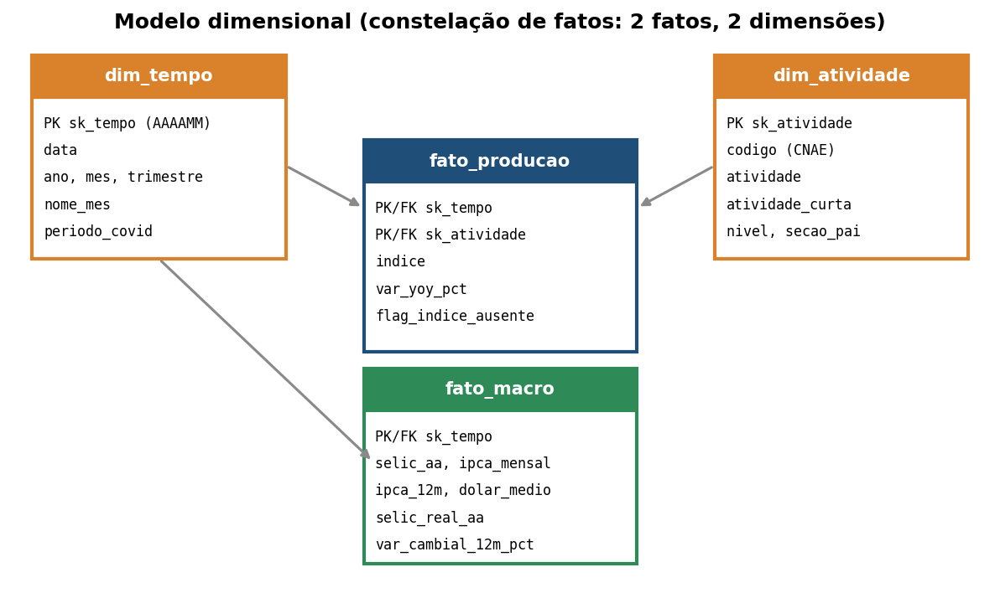 Modelo dimensional (constelação de fatos: 2 fatos, 2 dimensões)
dim_tempo
PK sk_tempo (AAAAMM)
data
ano, mes, trimestre
nome_mes
periodo_covid
dim_atividade
PK sk_atividade
codigo (CNAE)
atividade
atividade_curta
nivel, secao_pai
fato_producao
PK/FK sk_tempo
PK/FK sk_atividade
indice
var_yoy_pct
flag_indice_ausente
fato_macro
PK/FK sk_tempo
selic_aa, ipca_mensal
ipca_12m, dolar_medio
selic_real_aa
var_cambial_12m_pct